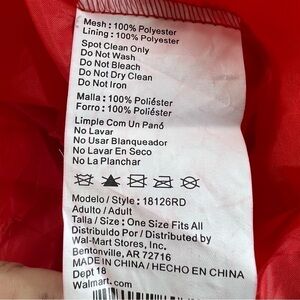 Mesh: 100% Polyester
Lining: 100% Polyester
Spot Clean Only
Do Not Wash
Do Not Bleach
Do Not Dry Clean
Do Not Iron
Malla: 100% Poliéster
Forro: 100% Poliéster
Limple Com Un Panó
No Lavar
No Usar Blanqueador
No Lavar En Seco
No La Planchar
Modelo / Style: 18126RD
Adulto / Adult
Talla / Size: One Size Fits All
Distribuldo Por / Distributed by
Wal-Mart Stores, Inc.
Bentonville, AR 72716
MADE IN CHINA / HECHO EN CHINA
Dept 18
Walmart.com